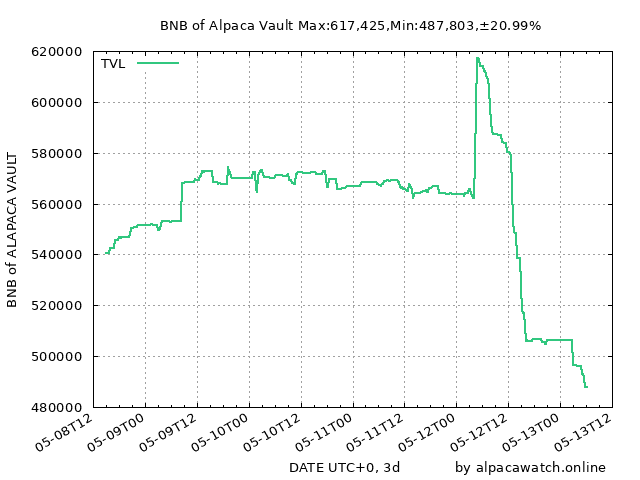 BNB of Alpaca Vault Max:617,425,Min:487,803,±20.99%
620000
600000
580000
560000
540000
520000
500000
480000
TVL
BNB of ALAPACA VAULT
05-08T12
05-09T00
05-09T12
05-10T00
05-10T12
05-11T00
05-11T12
05-12T00
05-12T12
05-13T00
05-13T12
DATE UTC+0, 3d
by alpacawatch.online